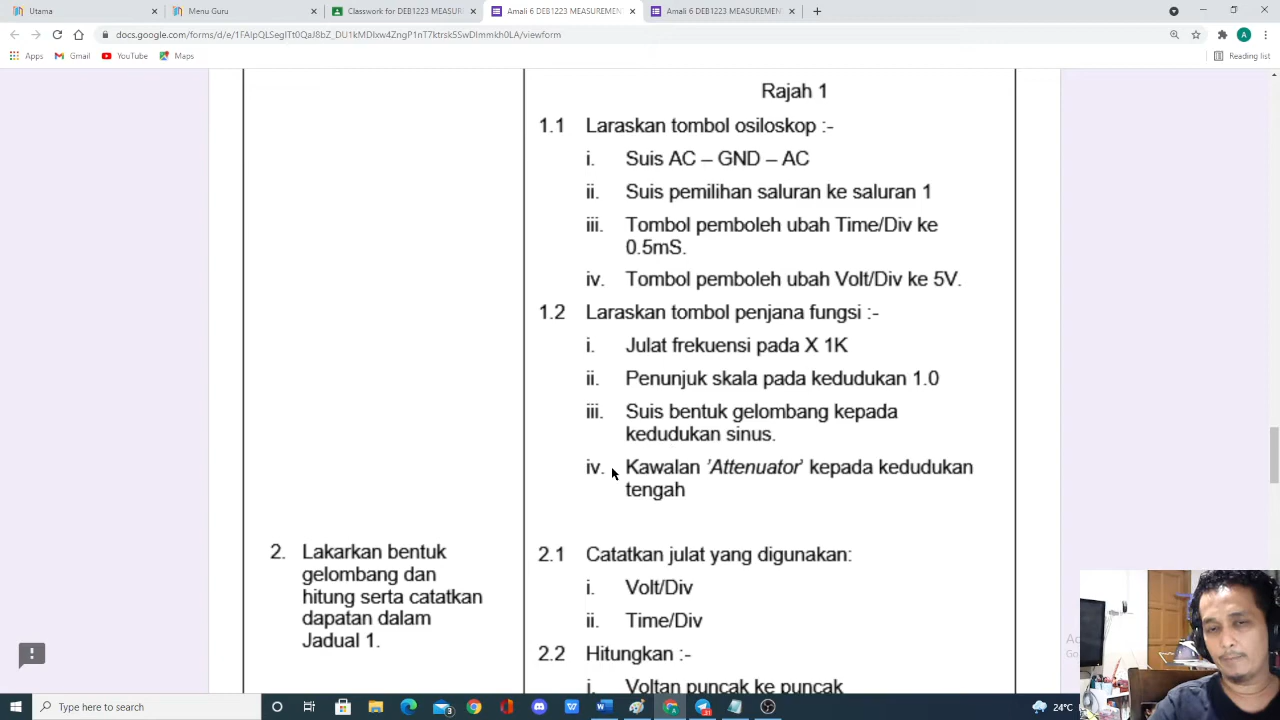 Utama
Menu Guru
Classwork for DEB1223 MEASUR
Amali 6 DEB1223 MEASUREMEN
Amali 6 DEB1223 MEASUREMEN
Apps
Gmail
YouTube
Maps
Reading list
Rajah 1
1.1 Laraskan tombol osiloskop :-
i. Suis AC – GND – AC
ii. Suis pemilihan saluran ke saluran 1
iii. Tombol pemboleh ubah Time/Div ke
0.5mS.
iv. Tombol pemboleh ubah Volt/Div ke 5V.
1.2 Laraskan tombol penjana fungsi :-
i. Julat frekuensi pada X 1K
ii. Penunjuk skala pada kedudukan 1.0
iii. Suis bentuk gelombang kepada
kedudukan sinus.
iv. Kawalan 'Attenuator' kepada kedudukan
tengah
2. Lakarkan bentuk
gelombang dan
hitung serta catatkan
dapatan dalam
Jadual 1.
2.1 Catatkan julat yang digunakan:
i. Volt/Div
ii. Time/Div
2.2 Hitungkan :-
i. Voltan puncak ke puncak
Type here to search
24°C